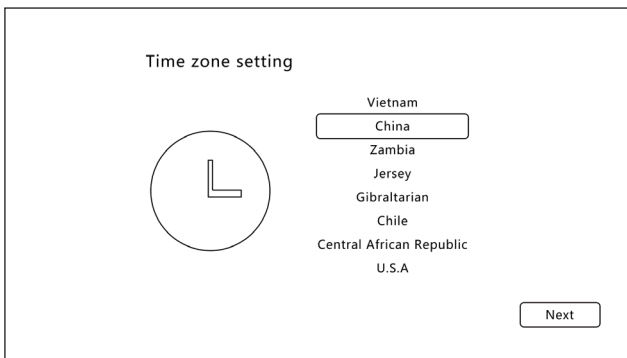 Time zone setting
Vietnam
China
Zambia
Jersey
Gibraltarian
Chile
Central African Republic
U.S.A
Next